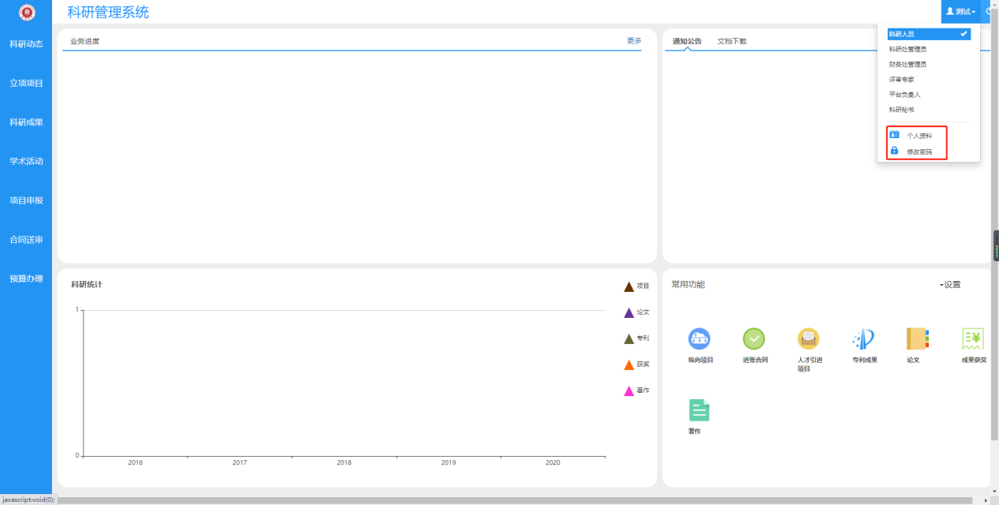 科研管理系统
测试
科研动态
立项项目
科研成果
学术活动
项目申报
合同送审
预算办理
业务进度
更多
通知公告
文档下载
科研人员
科研处管理员
财务处管理员
评审专家
平台负责人
科研秘书
个人资料
修改密码
科研统计
项目
论文
专利
获奖
著作
1
0
2016
2017
2018
2019
2020
常用功能
设置
纵向项目
进账合同
人才引进
项目
专利成果
论文
成果获奖
著作
javascript:void(0);